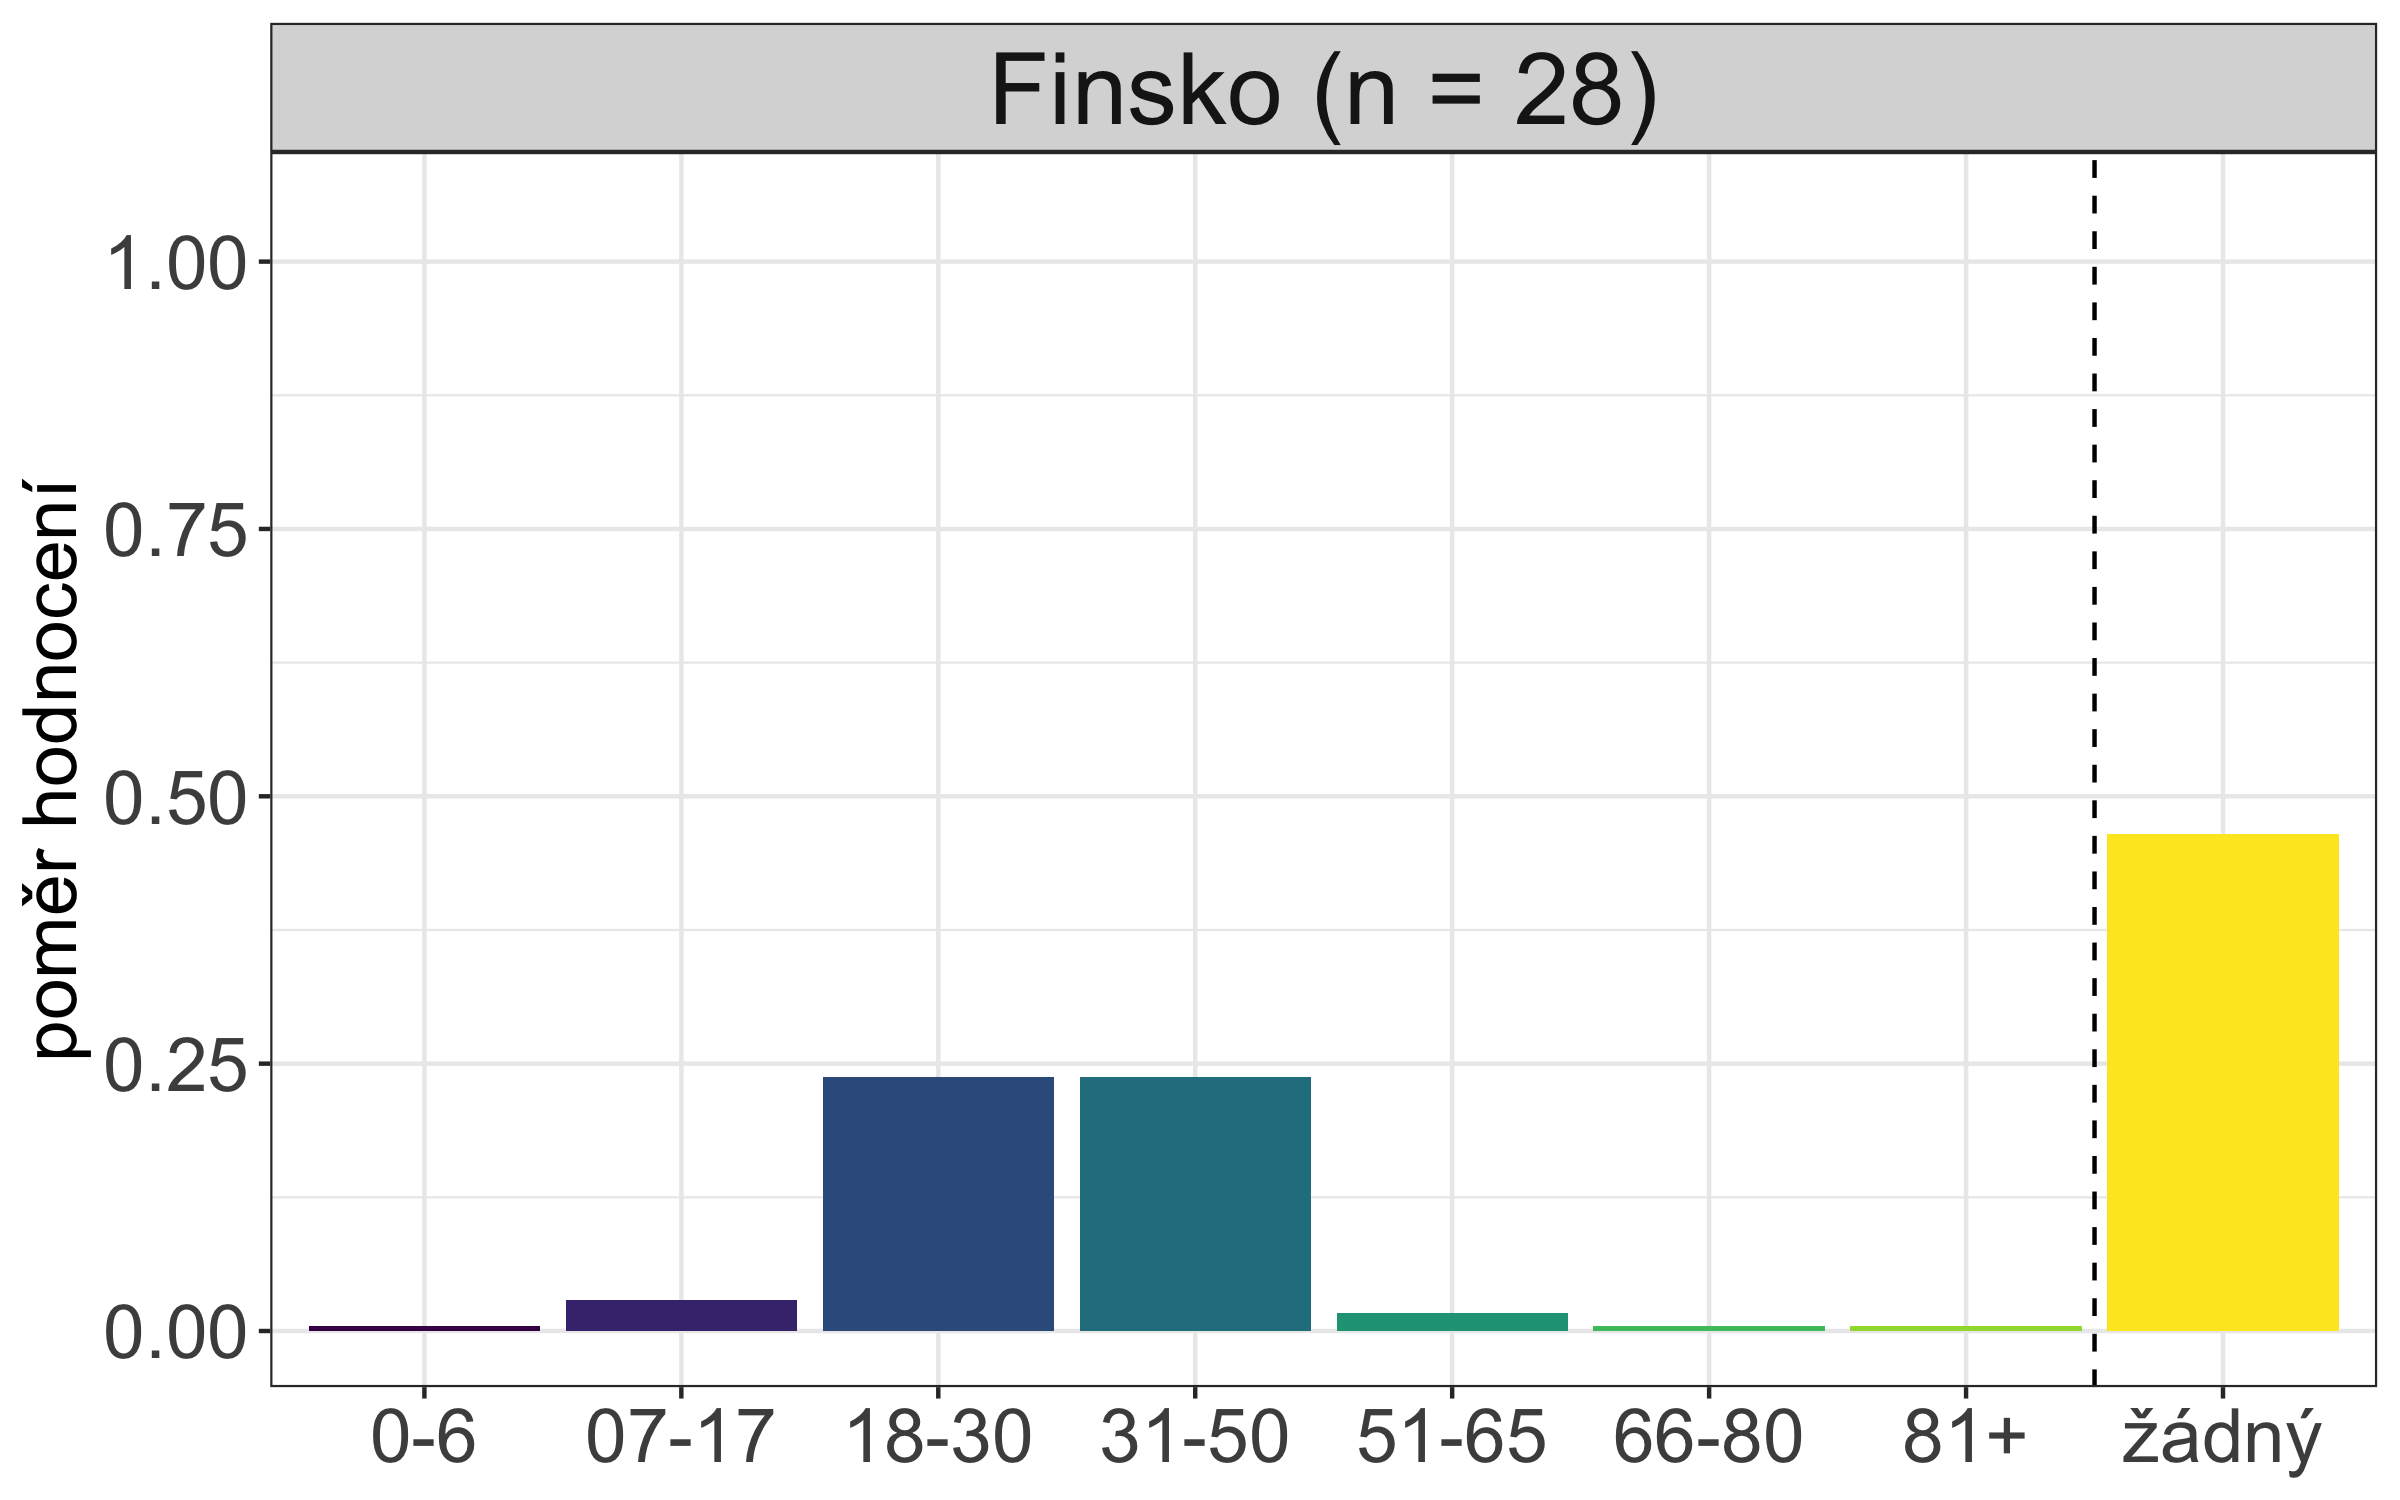 Finsko (n = 28)
poměr hodnocení
1.00
0.75
0.50
0.25
0.00
0-6 07-17 18-30 31-50 51-65 66-80 81+ žádný